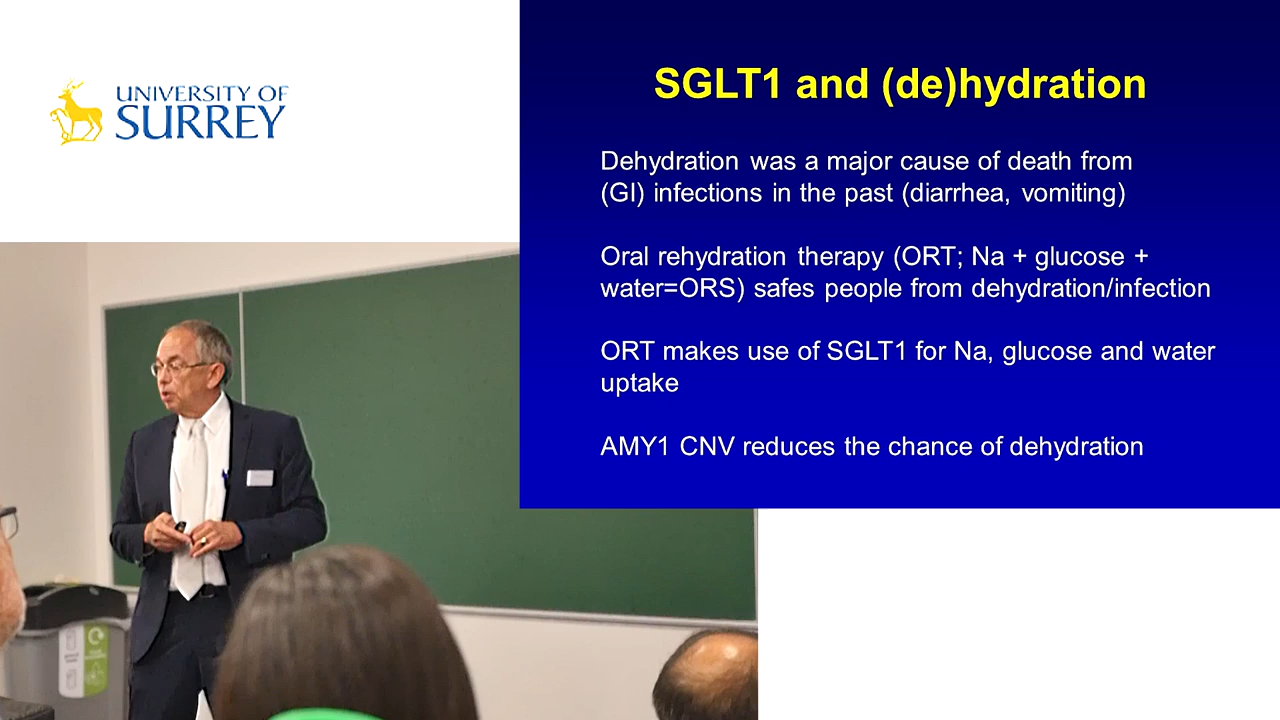 UNIVERSITY OF
SURREY
SGLT1 and (de)hydration
Dehydration was a major cause of death from
(GI) infections in the past (diarrhea, vomiting)
Oral rehydration therapy (ORT; Na + glucose +
water=ORS) safes people from dehydration/infection
ORT makes use of SGLT1 for Na, glucose and water
uptake
AMY1 CNV reduces the chance of dehydration